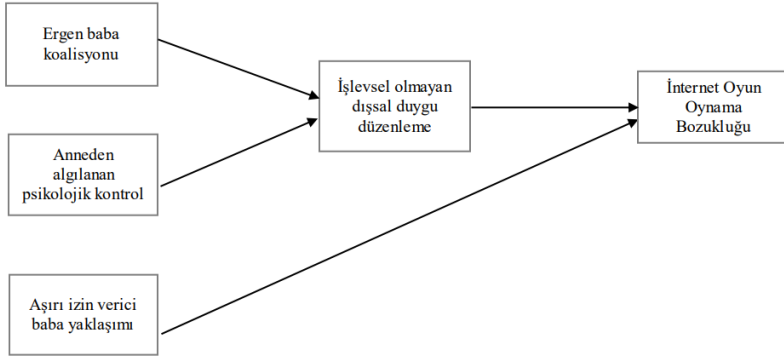 Ergen baba
koalisyonu
İşlevsel olmayan
dışsal duygu
düzenleme
İnternet Oyun
Oynama
Bozukluğu
Anneden
algılanan
psikolojik kontrol
Aşırı izin verici
baba yaklaşımı